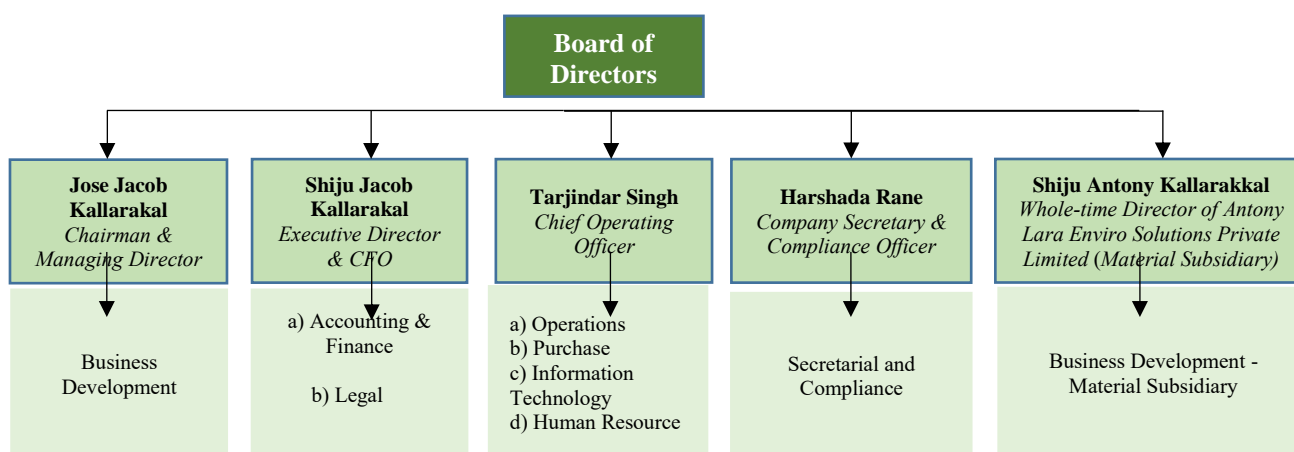 Board of
Directors
Jose Jacob
Kallarakal
Chairman &
Managing Director
Shiju Jacob
Kallarakal
Executive Director
& CFO
Tarjindar Singh
Chief Operating
Officer
Harshada Rane
Company Secretary &
Compliance Officer
Shiju Antony Kallarakkal
Whole-time Director of Antony
Lara Enviro Solutions Private
Limited (Material Subsidiary)
Business
Development
a) Accounting &
Finance
b) Legal
a) Operations
b) Purchase
c) Information
Technology
d) Human Resource
Secretarial and
Compliance
Business Development -
Material Subsidiary